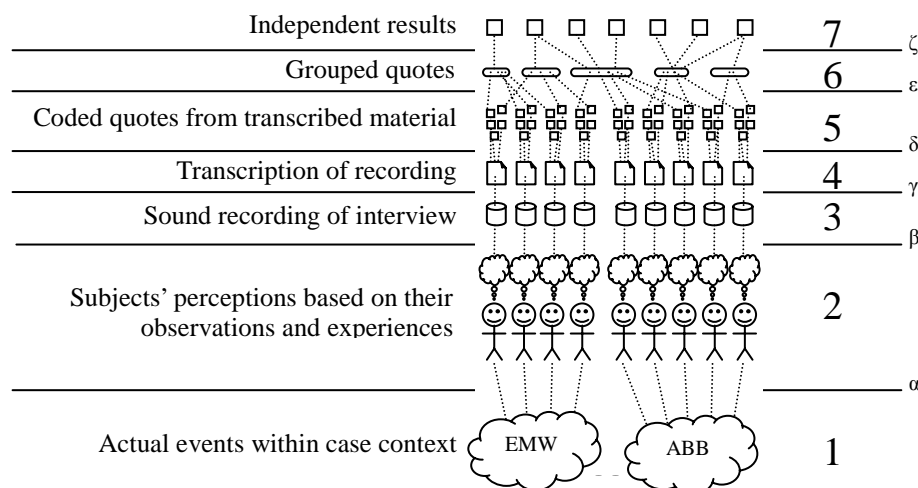 Independent results
7
ζ
Grouped quotes
6
ε
Coded quotes from transcribed material
5
δ
Transcription of recording
4
γ
Sound recording of interview
3
β
Subjects’ perceptions based on their
observations and experiences
2
α
Actual events within case context
EMW
ABB
1